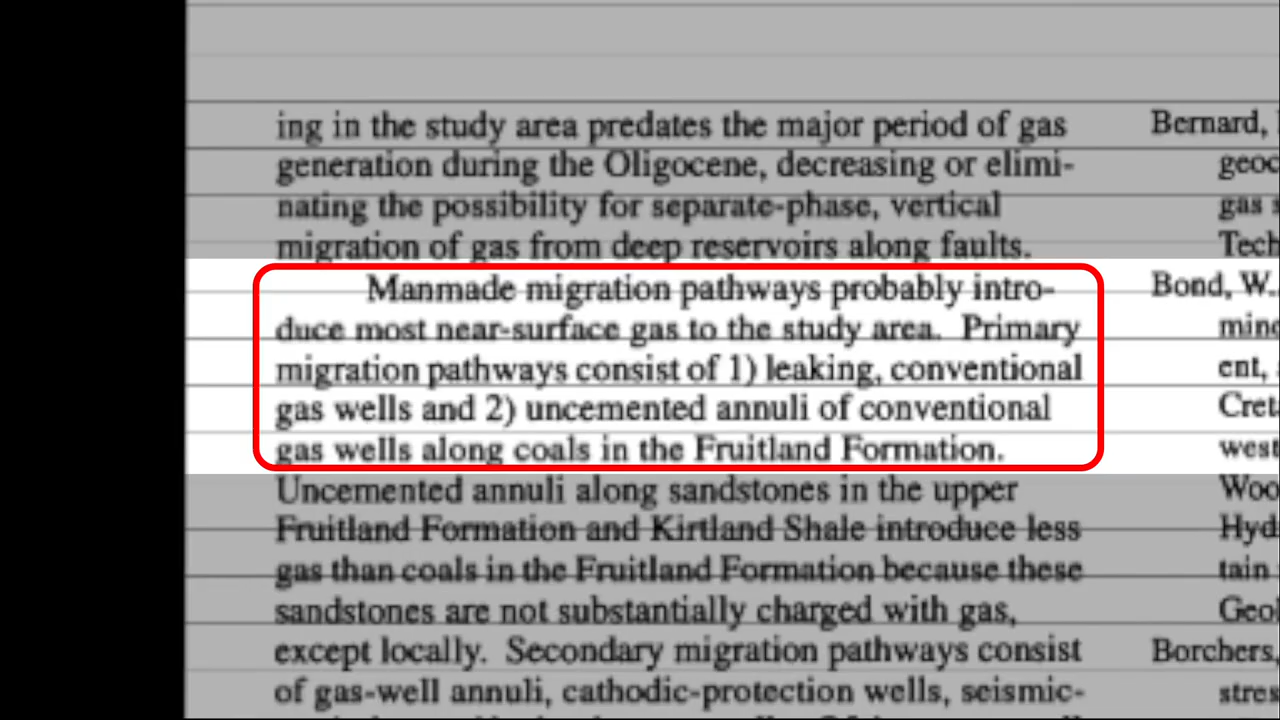 ing in the study area predates the major period of gas
generation during the Oligocene, decreasing or elimi-
nating the possibility for separate-phase, vertical
migration of gas from deep reservoirs along faults.
Manmade migration pathways probably intro-
duce most near-surface gas to the study area. Primary
migration pathways consist of 1) leaking, conventional
gas wells and 2) uncemented annuli of conventional
gas wells along coals in the Fruitland Formation.
Uncemented annuli along sandstones in the upper
Fruitland Formation and Kirtland Shale introduce less
gas than coals in the Fruitland Formation because these
sandstones are not substantially charged with gas,
except locally. Secondary migration pathways consist
of gas-well annuli, cathodic-protection wells, seismic-
Bernard,
geoc
gas s
Tech
Bond, W.
mine
ent,
Cret
west
Woo
Hyd
tain
Geol
Borchers,
stres